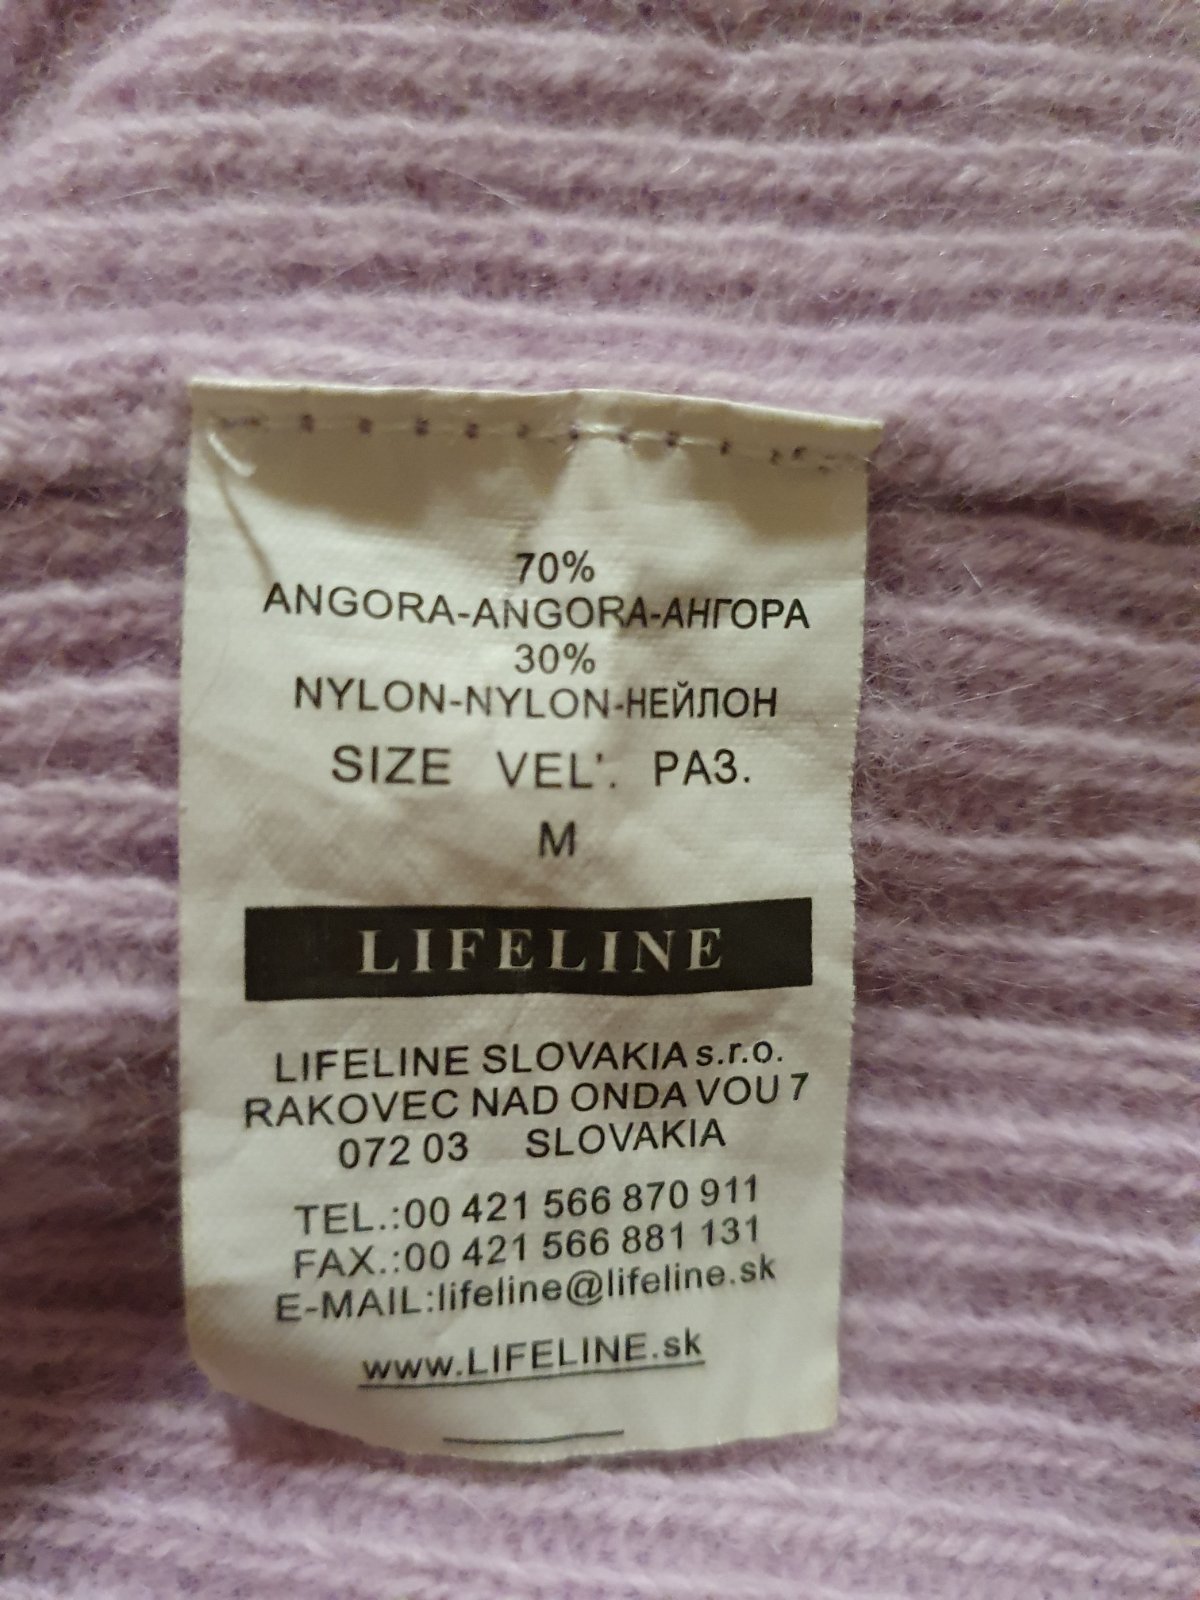 70%
ANGORA-ANGORA-АНГОРА
30%
NYLON-NYLON-НЕЙЛОН
SIZE VEL'. РАЗ.
M
LIFELINE
LIFELINE SLOVAKIA s.r.o.
RAKOVEC NAD ONDAVOU 7
072 03 SLOVAKIA
TEL.:00 421 566 870 911
FAX.:00 421 566 881 131
E-MAIL:lifeline@lifeline.sk
www.LIFELINE.sk